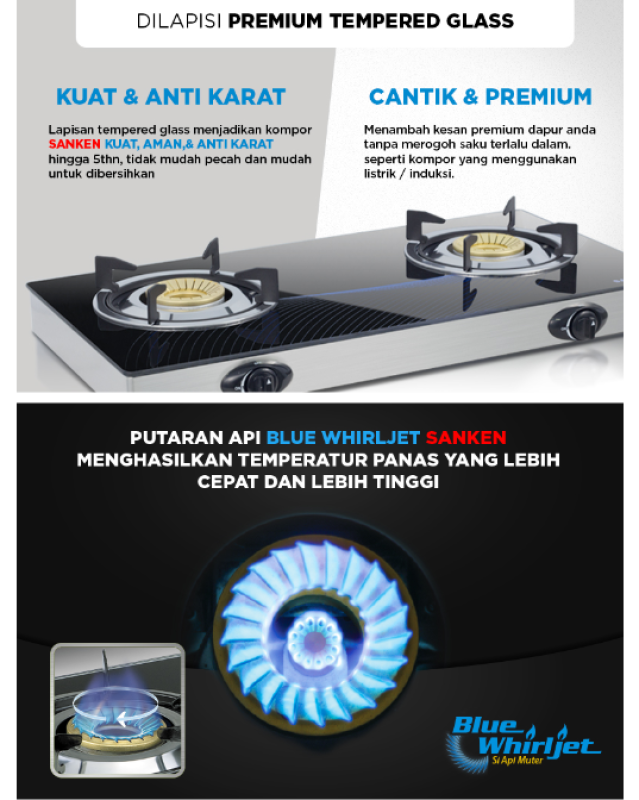 DILAPISI PREMIUM TEMPERED GLASS
KUAT & ANTI KARAT
Lapisan tempered glass menjadikan kompor
SANKEN KUAT, AMAN,& ANTI KARAT
hingga 5thn, tidak mudah pecah dan mudah
untuk dibersihkan
CANTIK & PREMIUM
Menambah kesan premium dapur anda
tanpa merogoh saku terlalu dalam.
seperti kompor yang menggunakan
listrik / induksi.
PUTARAN API BLUE WHIRLJET SANKEN
MENGHASILKAN TEMPERATUR PANAS YANG LEBIH
CEPAT DAN LEBIH TINGGI
Blue
Whirljet
Si Api Muter